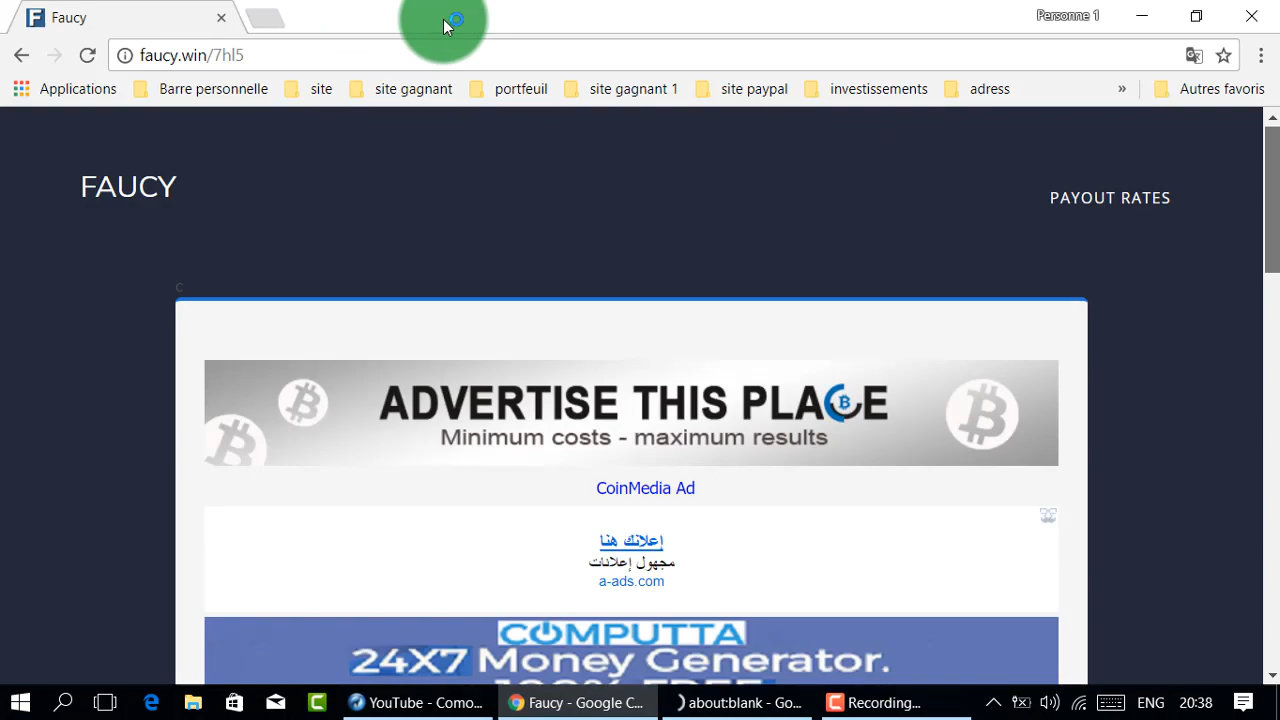 Faucy
Personne 1
faucy.win/7hl5
Applications
Barre personnelle
site
site gagnant
portfeuil
site gagnant 1
site paypal
investissements
adress
»
Autres favoris
FAUCY
PAYOUT RATES
C
ADVERTISE THIS PLACE
Minimum costs - maximum results
CoinMedia Ad
إعلانك هنا
مجهول إعلانات
a-ads.com
COMPUTTA
24X7 Money Generator.
100% FREE
YouTube - Como...
Faucy - Google C...
about:blank - Go...
Recording...
ENG
20:38